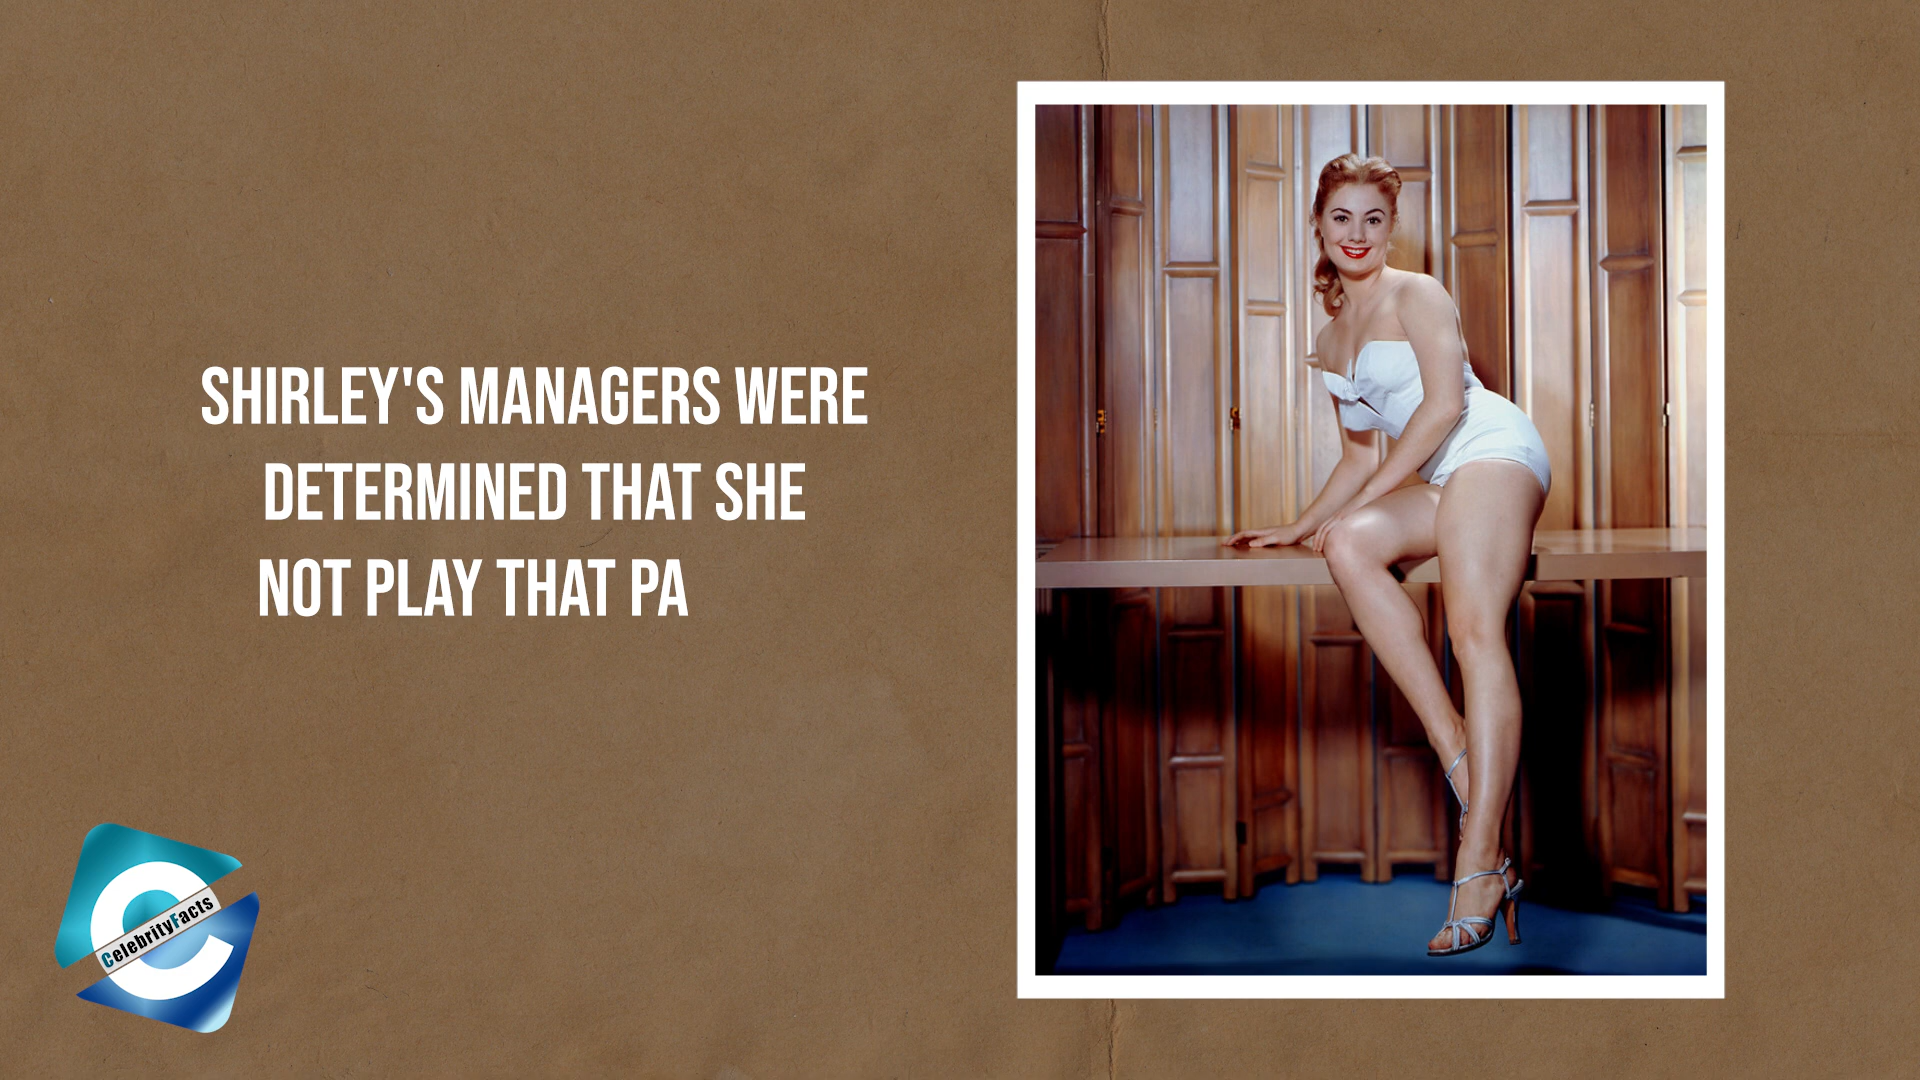 SHIRLEY'S MANAGERS WERE
DETERMINED THAT SHE
NOT PLAY THAT PA
CelebrityFacts